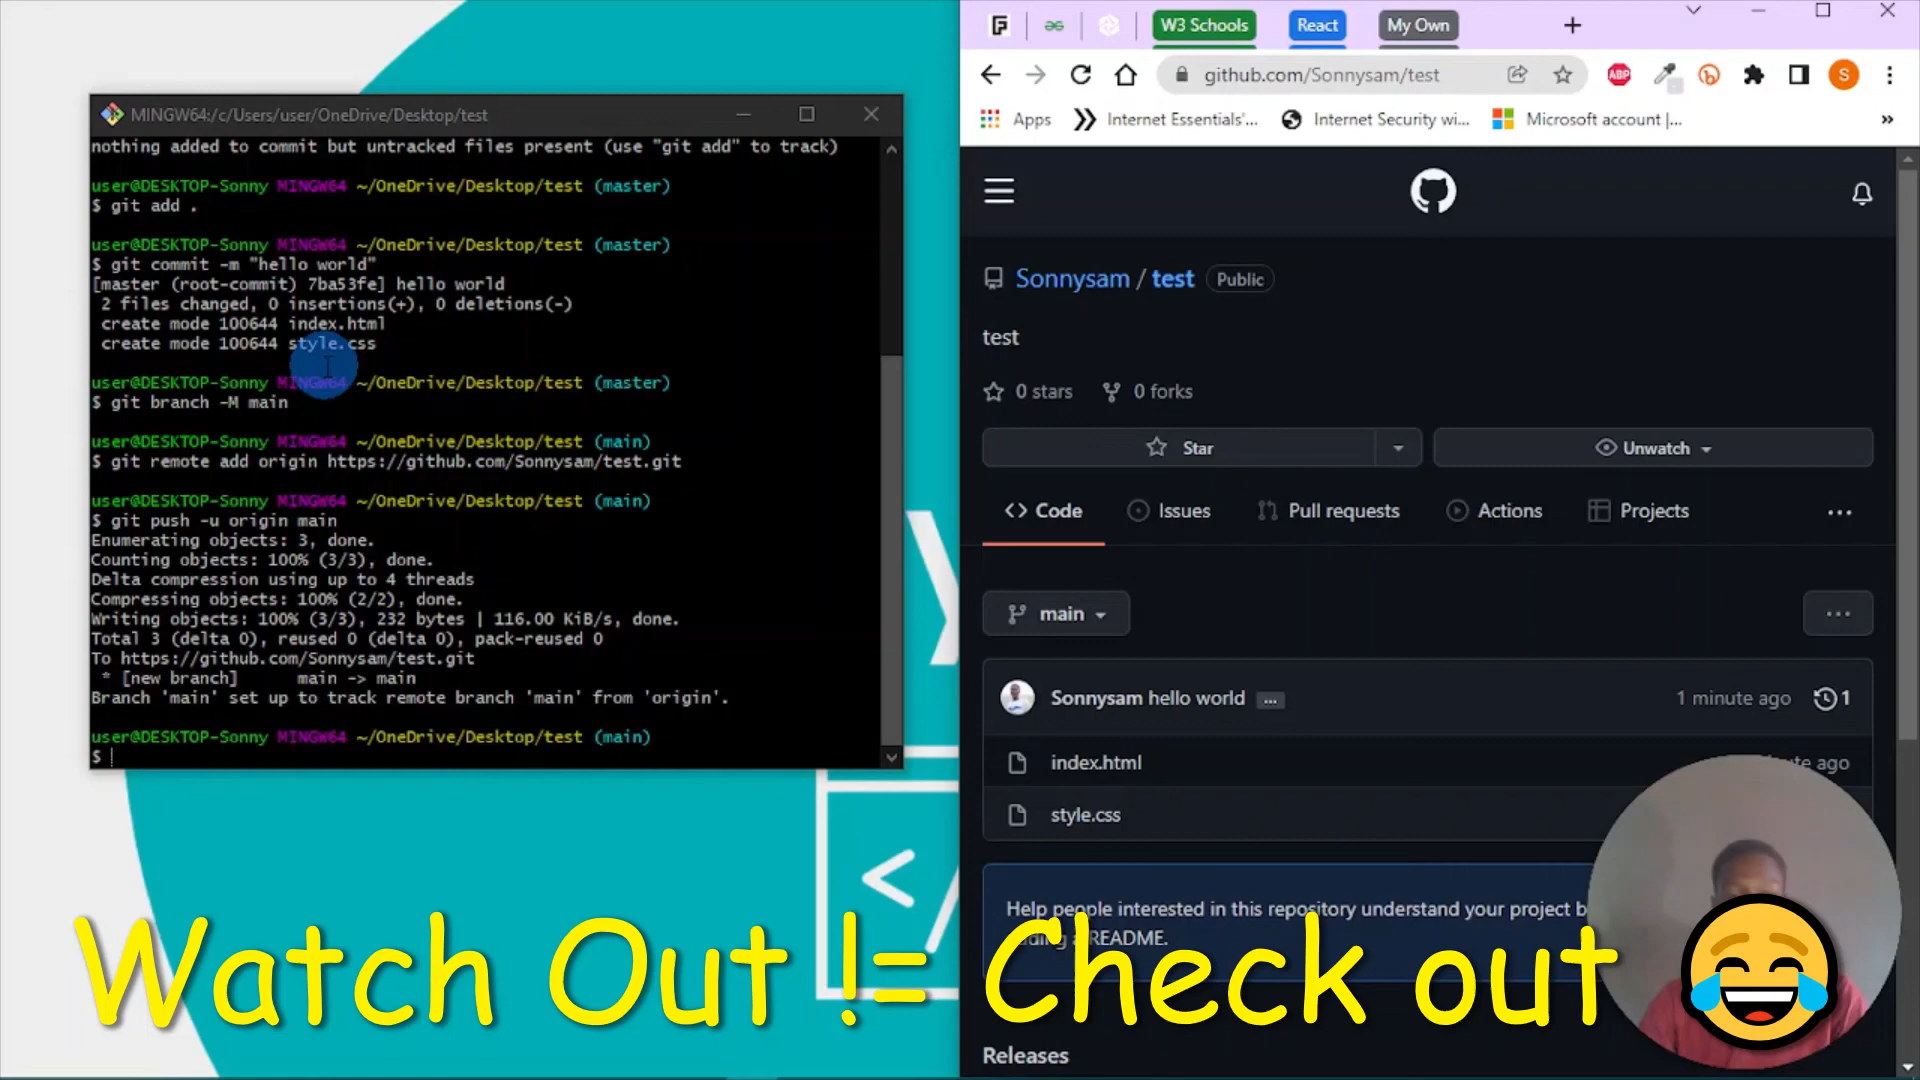 MINGW64:/c/Users/user/OneDrive/Desktop/test
nothing added to commit but untracked files present (use "git add" to track)
user@DESKTOP-Sonny MINGW64 ~/OneDrive/Desktop/test (master)
$ git add .
user@DESKTOP-Sonny MINGW64 ~/OneDrive/Desktop/test (master)
$ git commit -m "hello world"
[master (root-commit) 7ba53fe] hello world
2 files changed, 0 insertions(+), 0 deletions(-)
create mode 100644 index.html
create mode 100644 style.css
user@DESKTOP-Sonny MINGW64 ~/OneDrive/Desktop/test (master)
$ git branch -M main
user@DESKTOP-Sonny MINGW64 ~/OneDrive/Desktop/test (main)
$ git remote add origin https://github.com/Sonnysam/test.git
user@DESKTOP-Sonny MINGW64 ~/OneDrive/Desktop/test (main)
$ git push -u origin main
Enumerating objects: 3, done.
Counting objects: 100% (3/3), done.
Delta compression using up to 4 threads
Compressing objects: 100% (2/2), done.
Writing objects: 100% (3/3), 232 bytes | 116.00 KiB/s, done.
Total 3 (delta 0), reused 0 (delta 0), pack-reused 0
To https://github.com/Sonnysam/test.git
* [new branch] main -> main
Branch 'main' set up to track remote branch 'main' from 'origin'.
user@DESKTOP-Sonny MINGW64 ~/OneDrive/Desktop/test (main)
$
W3 Schools React My Own
github.com/Sonnysam/test ABP S
Apps Internet Essentials'... Internet Security wi... Microsoft account |... »
Sonnysam / test Public
test
0 stars 0 forks
Star Unwatch
Code Issues Pull requests Actions Projects ...
main ...
Sonnysam hello world ... 1 minute ago 1
index.html ago
style.css
Help people interested in this repository understand your project
README.
Releases
Watch Out != Check out